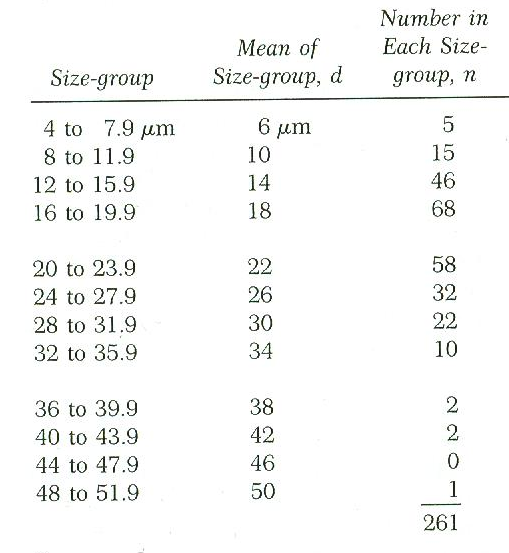 Number in
Mean of Each Size-
Size-group Size-group, d group, n
4 to 7.9 μm 6 μm 5
8 to 11.9 10 15
12 to 15.9 14 46
16 to 19.9 18 68
20 to 23.9 22 58
24 to 27.9 26 32
28 to 31.9 30 22
32 to 35.9 34 10
36 to 39.9 38 2
40 to 43.9 42 2
44 to 47.9 46 0
48 to 51.9 50 1
261